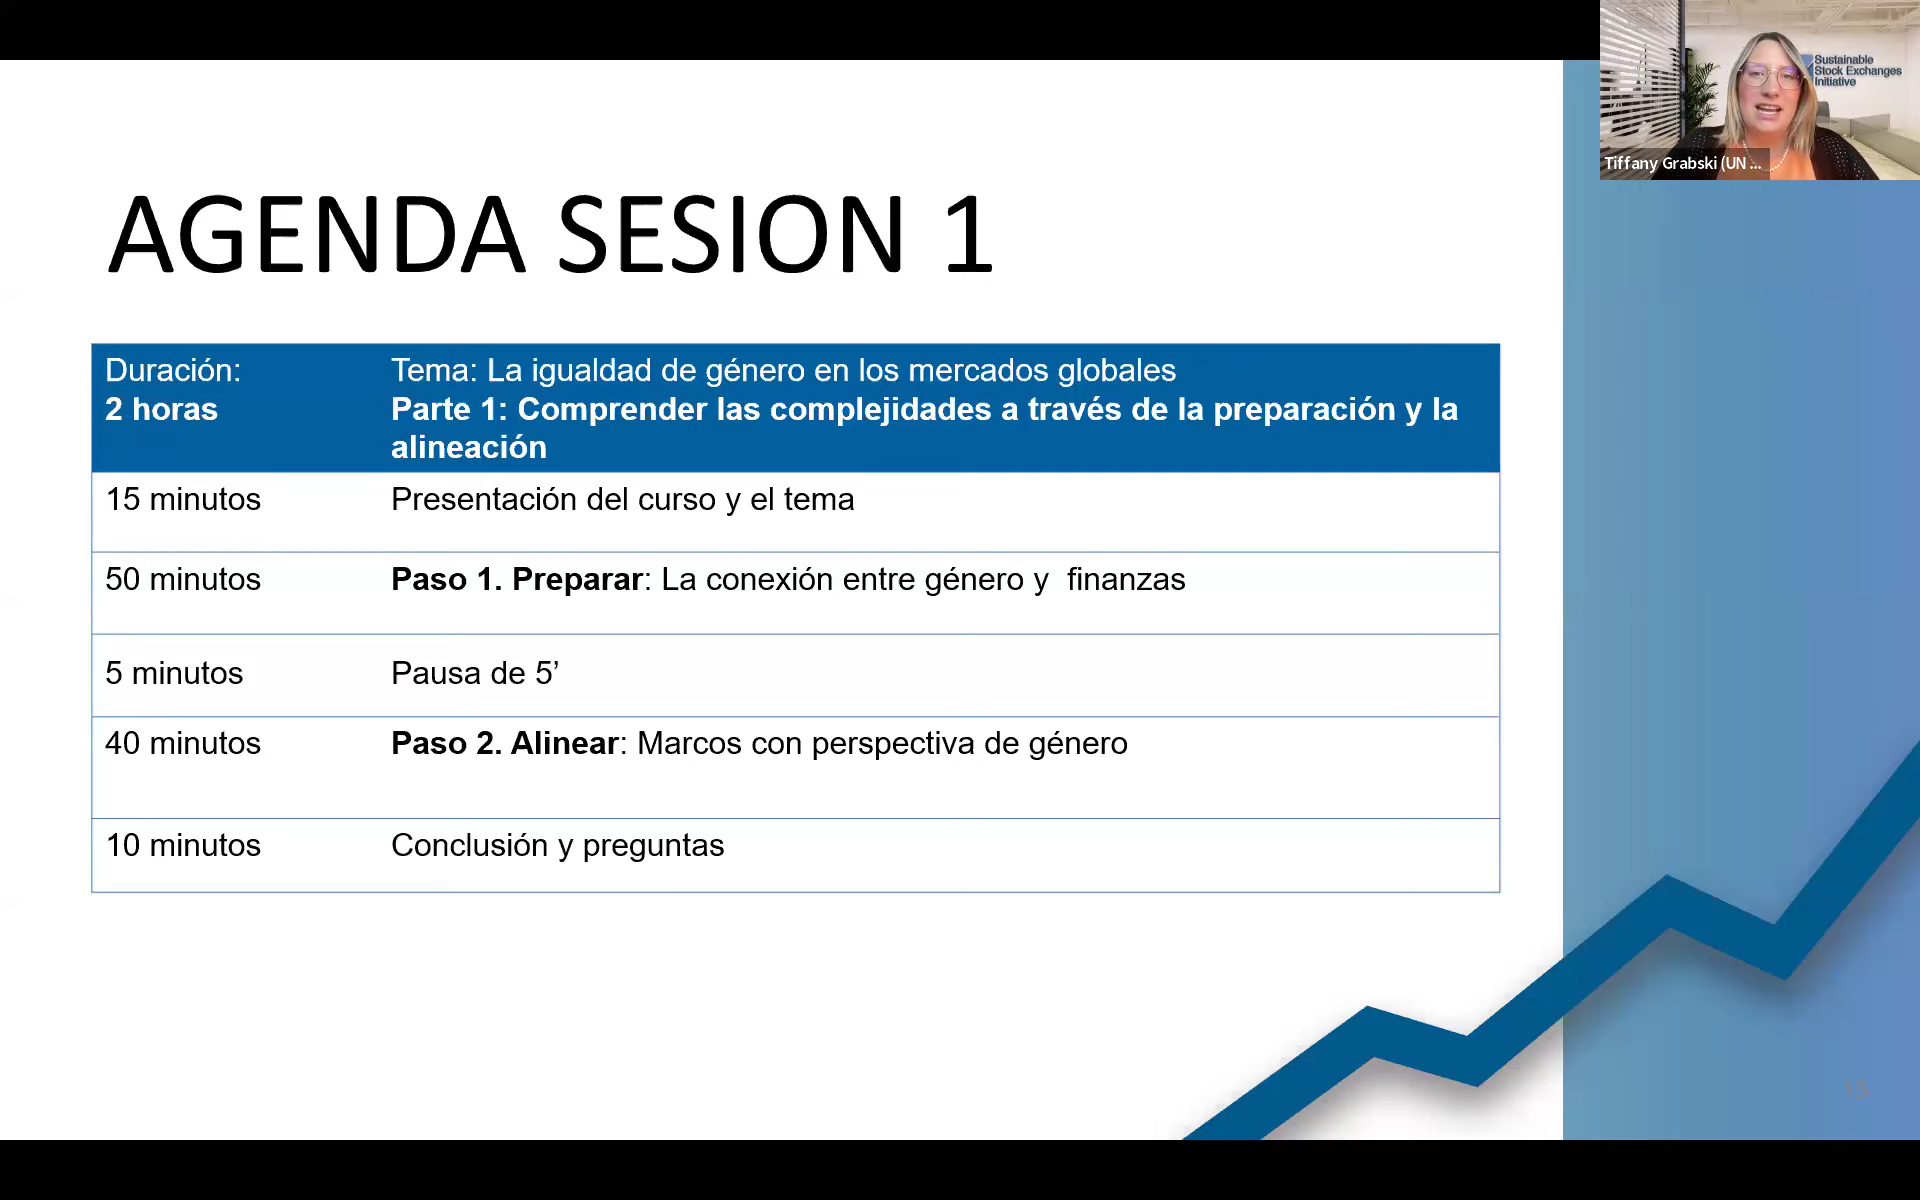 Sustainable
Stock Exchanges
Initiative
Tiffany Grabski (UN ...
AGENDA SESION 1
Duración:
2 horas
Tema: La igualdad de género en los mercados globales
Parte 1: Comprender las complejidades a través de la preparación y la
alineación
15 minutos
Presentación del curso y el tema
50 minutos
Paso 1. Preparar: La conexión entre género y  finanzas
5 minutos
Pausa de 5’
40 minutos
Paso 2. Alinear: Marcos con perspectiva de género
10 minutos
Conclusión y preguntas